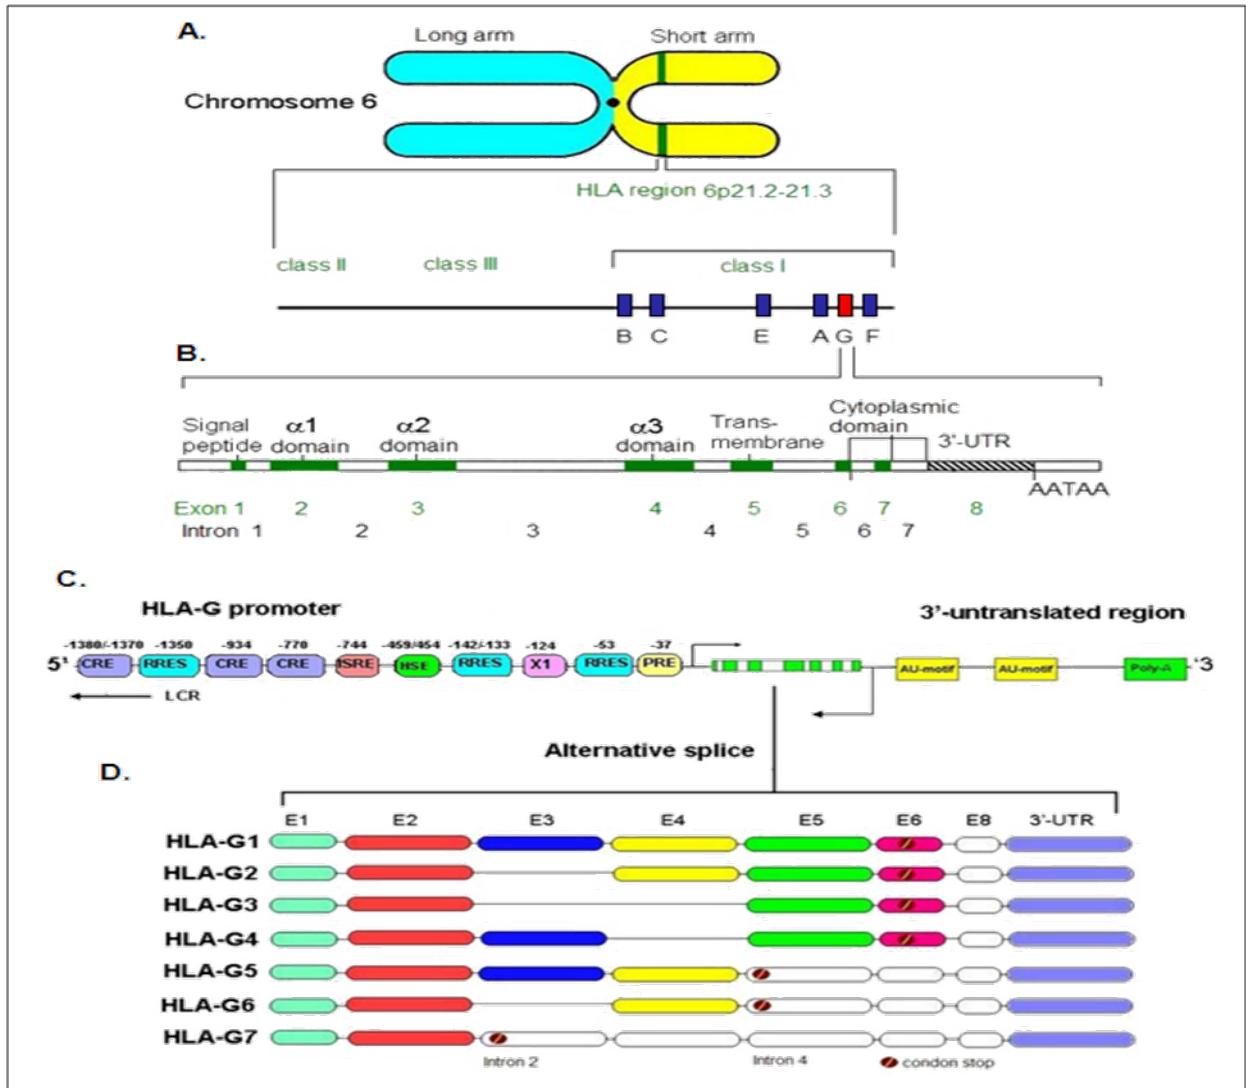 A.
Long arm Short arm
Chromosome 6
HLA region 6p21.2-21.3
class II class III class I
B C E A G F
B.
Signal peptide α1 domain α2 domain α3 domain Trans-membrane Cytoplasmic domain 3'-UTR
AATAA
Exon 1 2 3 4 5 6 7 8
Intron 1 2 3 4 5 6 7
C.
HLA-G promoter 3'-untranslated region
-1380/-1370 -1350 -934 -770 -744 -459/454 -142/-133 -124 -53 -37
5' CRE RRES CRE CRE ISRE HSE RRES X1 RRES PRE AU-motif AU-motif Poly-A '3
LCR
Alternative splice
D.
E1 E2 E3 E4 E5 E6 E8 3'-UTR
HLA-G1
HLA-G2
HLA-G3
HLA-G4
HLA-G5
HLA-G6
HLA-G7
Intron 2 Intron 4 condon stop